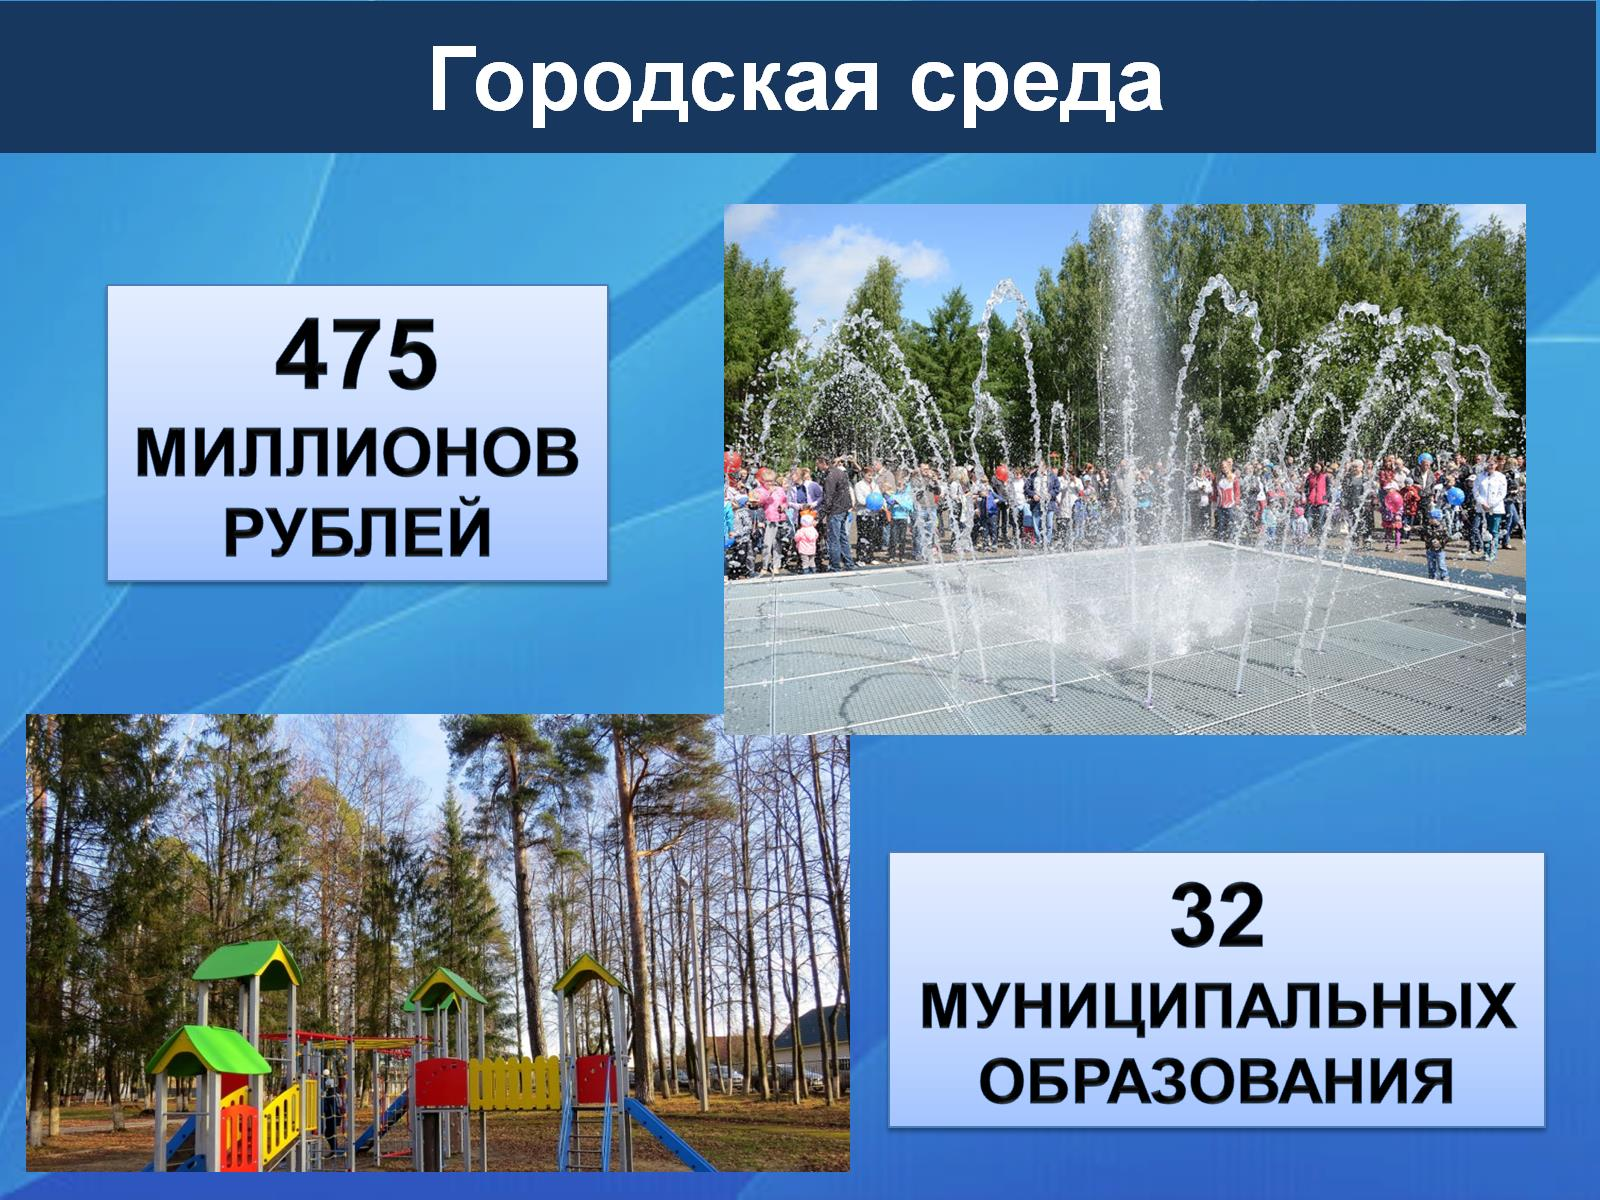 Городская среда
475
МИЛЛИОНОВ
РУБЛЕЙ
32
МУНИЦИПАЛЬНЫХ
ОБРАЗОВАНИЯ